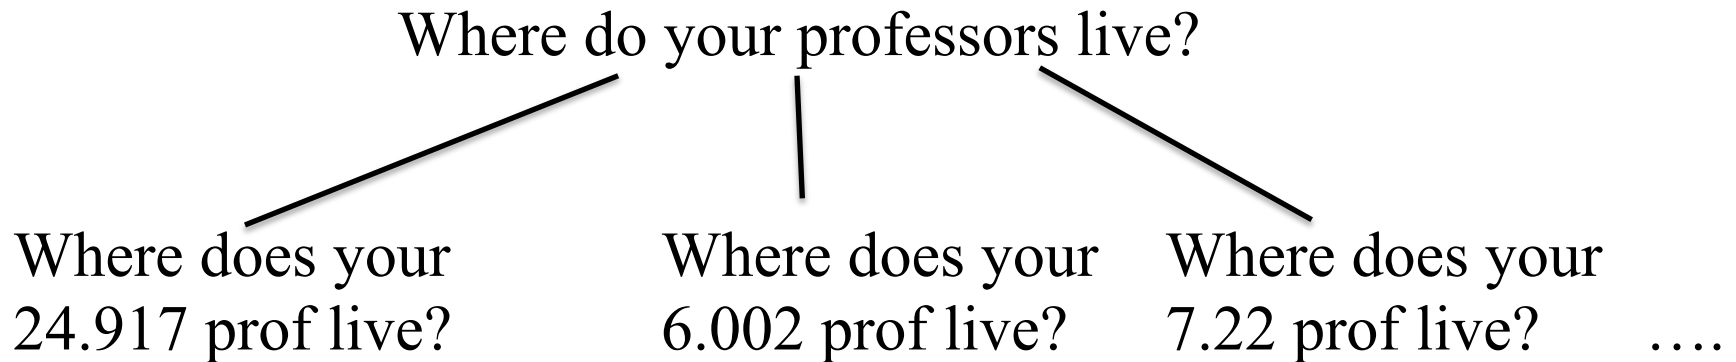 Where do your professors live?
Where does your
24.917 prof live?
Where does your
6.002 prof live?
Where does your
7.22 prof live?
....